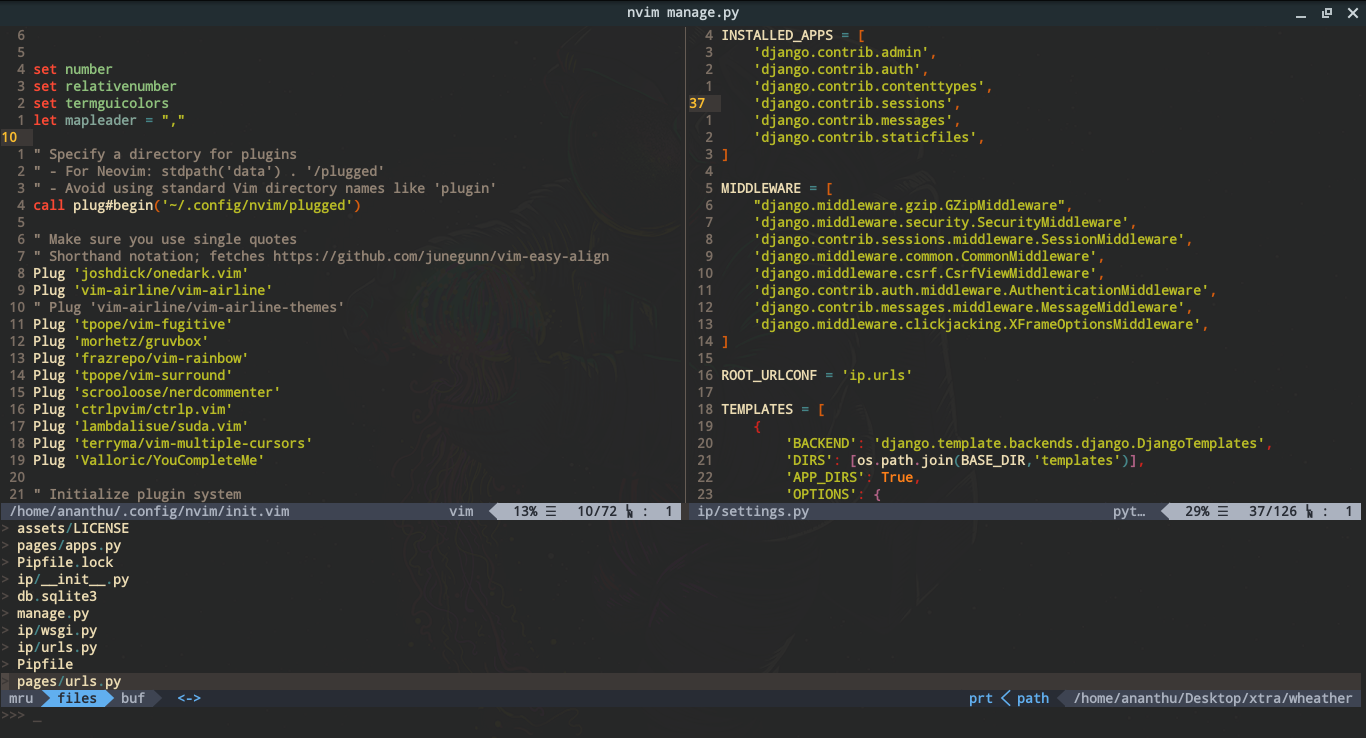 nvim manage.py
6
5
4 set number
3 set relativenumber
2 set termguicolors
1 let mapleader = ","
10
1 " Specify a directory for plugins
2 " - For Neovim: stdpath('data') . '/plugged'
3 " - Avoid using standard Vim directory names like 'plugin'
4 call plug#begin('~/.config/nvim/plugged')
5
6 " Make sure you use single quotes
7 " Shorthand notation; fetches https://github.com/junegunn/vim-easy-align
8 Plug 'joshdick/onedark.vim'
9 Plug 'vim-airline/vim-airline'
10 " Plug 'vim-airline/vim-airline-themes'
11 Plug 'tpope/vim-fugitive'
12 Plug 'morhetz/gruvbox'
13 Plug 'frazrepo/vim-rainbow'
14 Plug 'tpope/vim-surround'
15 Plug 'scrooloose/nerdcommenter'
16 Plug 'ctrlpvim/ctrlp.vim'
17 Plug 'lambdalisue/suda.vim'
18 Plug 'terryma/vim-multiple-cursors'
19 Plug 'Valloric/YouCompleteMe'
20
21 " Initialize plugin system
/home/ananthu/.config/nvim/init.vim vim 13% ☰ 10/72 ㏑ : 1
4 INSTALLED_APPS = [
3     'django.contrib.admin',
2     'django.contrib.auth',
1     'django.contrib.contenttypes',
37     'django.contrib.sessions',
1     'django.contrib.messages',
2     'django.contrib.staticfiles',
3 ]
4
5 MIDDLEWARE = [
6     "django.middleware.gzip.GZipMiddleware",
7     'django.middleware.security.SecurityMiddleware',
8     'django.contrib.sessions.middleware.SessionMiddleware',
9     'django.middleware.common.CommonMiddleware',
10     'django.middleware.csrf.CsrfViewMiddleware',
11     'django.contrib.auth.middleware.AuthenticationMiddleware',
12     'django.contrib.messages.middleware.MessageMiddleware',
13     'django.middleware.clickjacking.XFrameOptionsMiddleware',
14 ]
15
16 ROOT_URLCONF = 'ip.urls'
17
18 TEMPLATES = [
19     {
20         'BACKEND': 'django.template.backends.django.DjangoTemplates',
21         'DIRS': [os.path.join(BASE_DIR,'templates')],
22         'APP_DIRS': True,
23         'OPTIONS': {
ip/settings.py pyt… 29% ☰ 37/126 ㏑ : 1
> assets/LICENSE
> pages/apps.py
> Pipfile.lock
> ip/__init__.py
> db.sqlite3
> manage.py
> ip/wsgi.py
> ip/urls.py
> Pipfile
> pages/urls.py
mru files buf <-> prt < path /home/ananthu/Desktop/xtra/wheather
>>> _